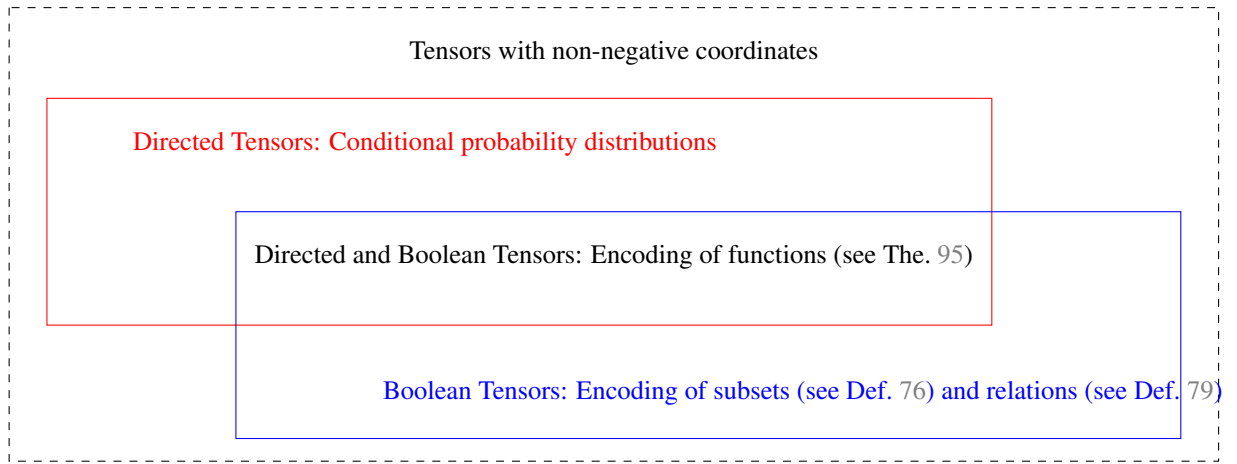 Tensors with non-negative coordinates
Directed Tensors: Conditional probability distributions
Directed and Boolean Tensors: Encoding of functions (see The. 95)
Boolean Tensors: Encoding of subsets (see Def. 76) and relations (see Def. 79)